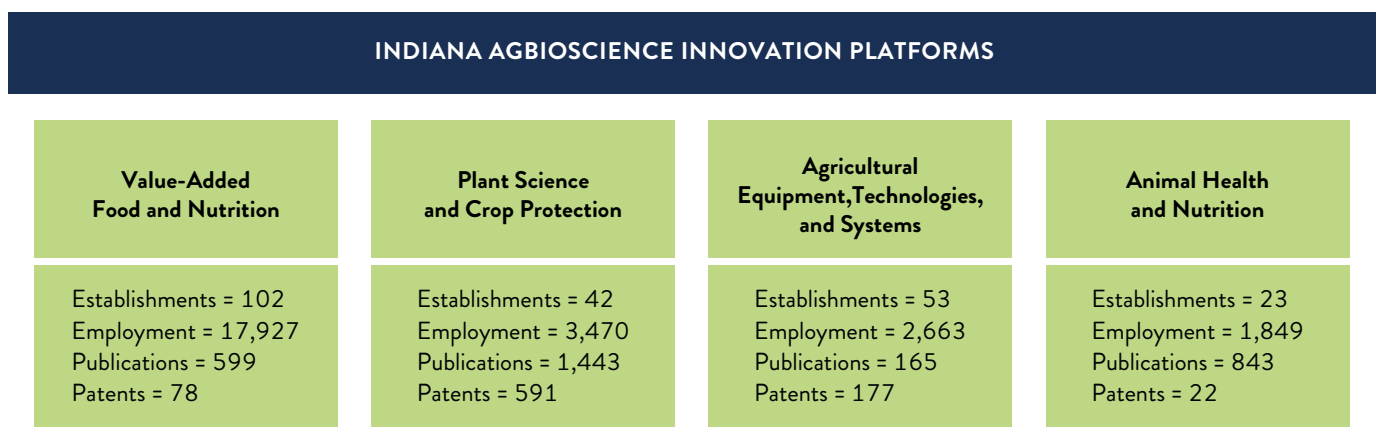 INDIANA AGBIOSCIENCE INNOVATION PLATFORMS
Value-Added
Food and Nutrition
Establishments = 102
Employment = 17,927
Publications = 599
Patents = 78
Plant Science
and Crop Protection
Establishments = 42
Employment = 3,470
Publications = 1,443
Patents = 591
Agricultural
Equipment,Technologies,
and Systems
Establishments = 53
Employment = 2,663
Publications = 165
Patents = 177
Animal Health
and Nutrition
Establishments = 23
Employment = 1,849
Publications = 843
Patents = 22